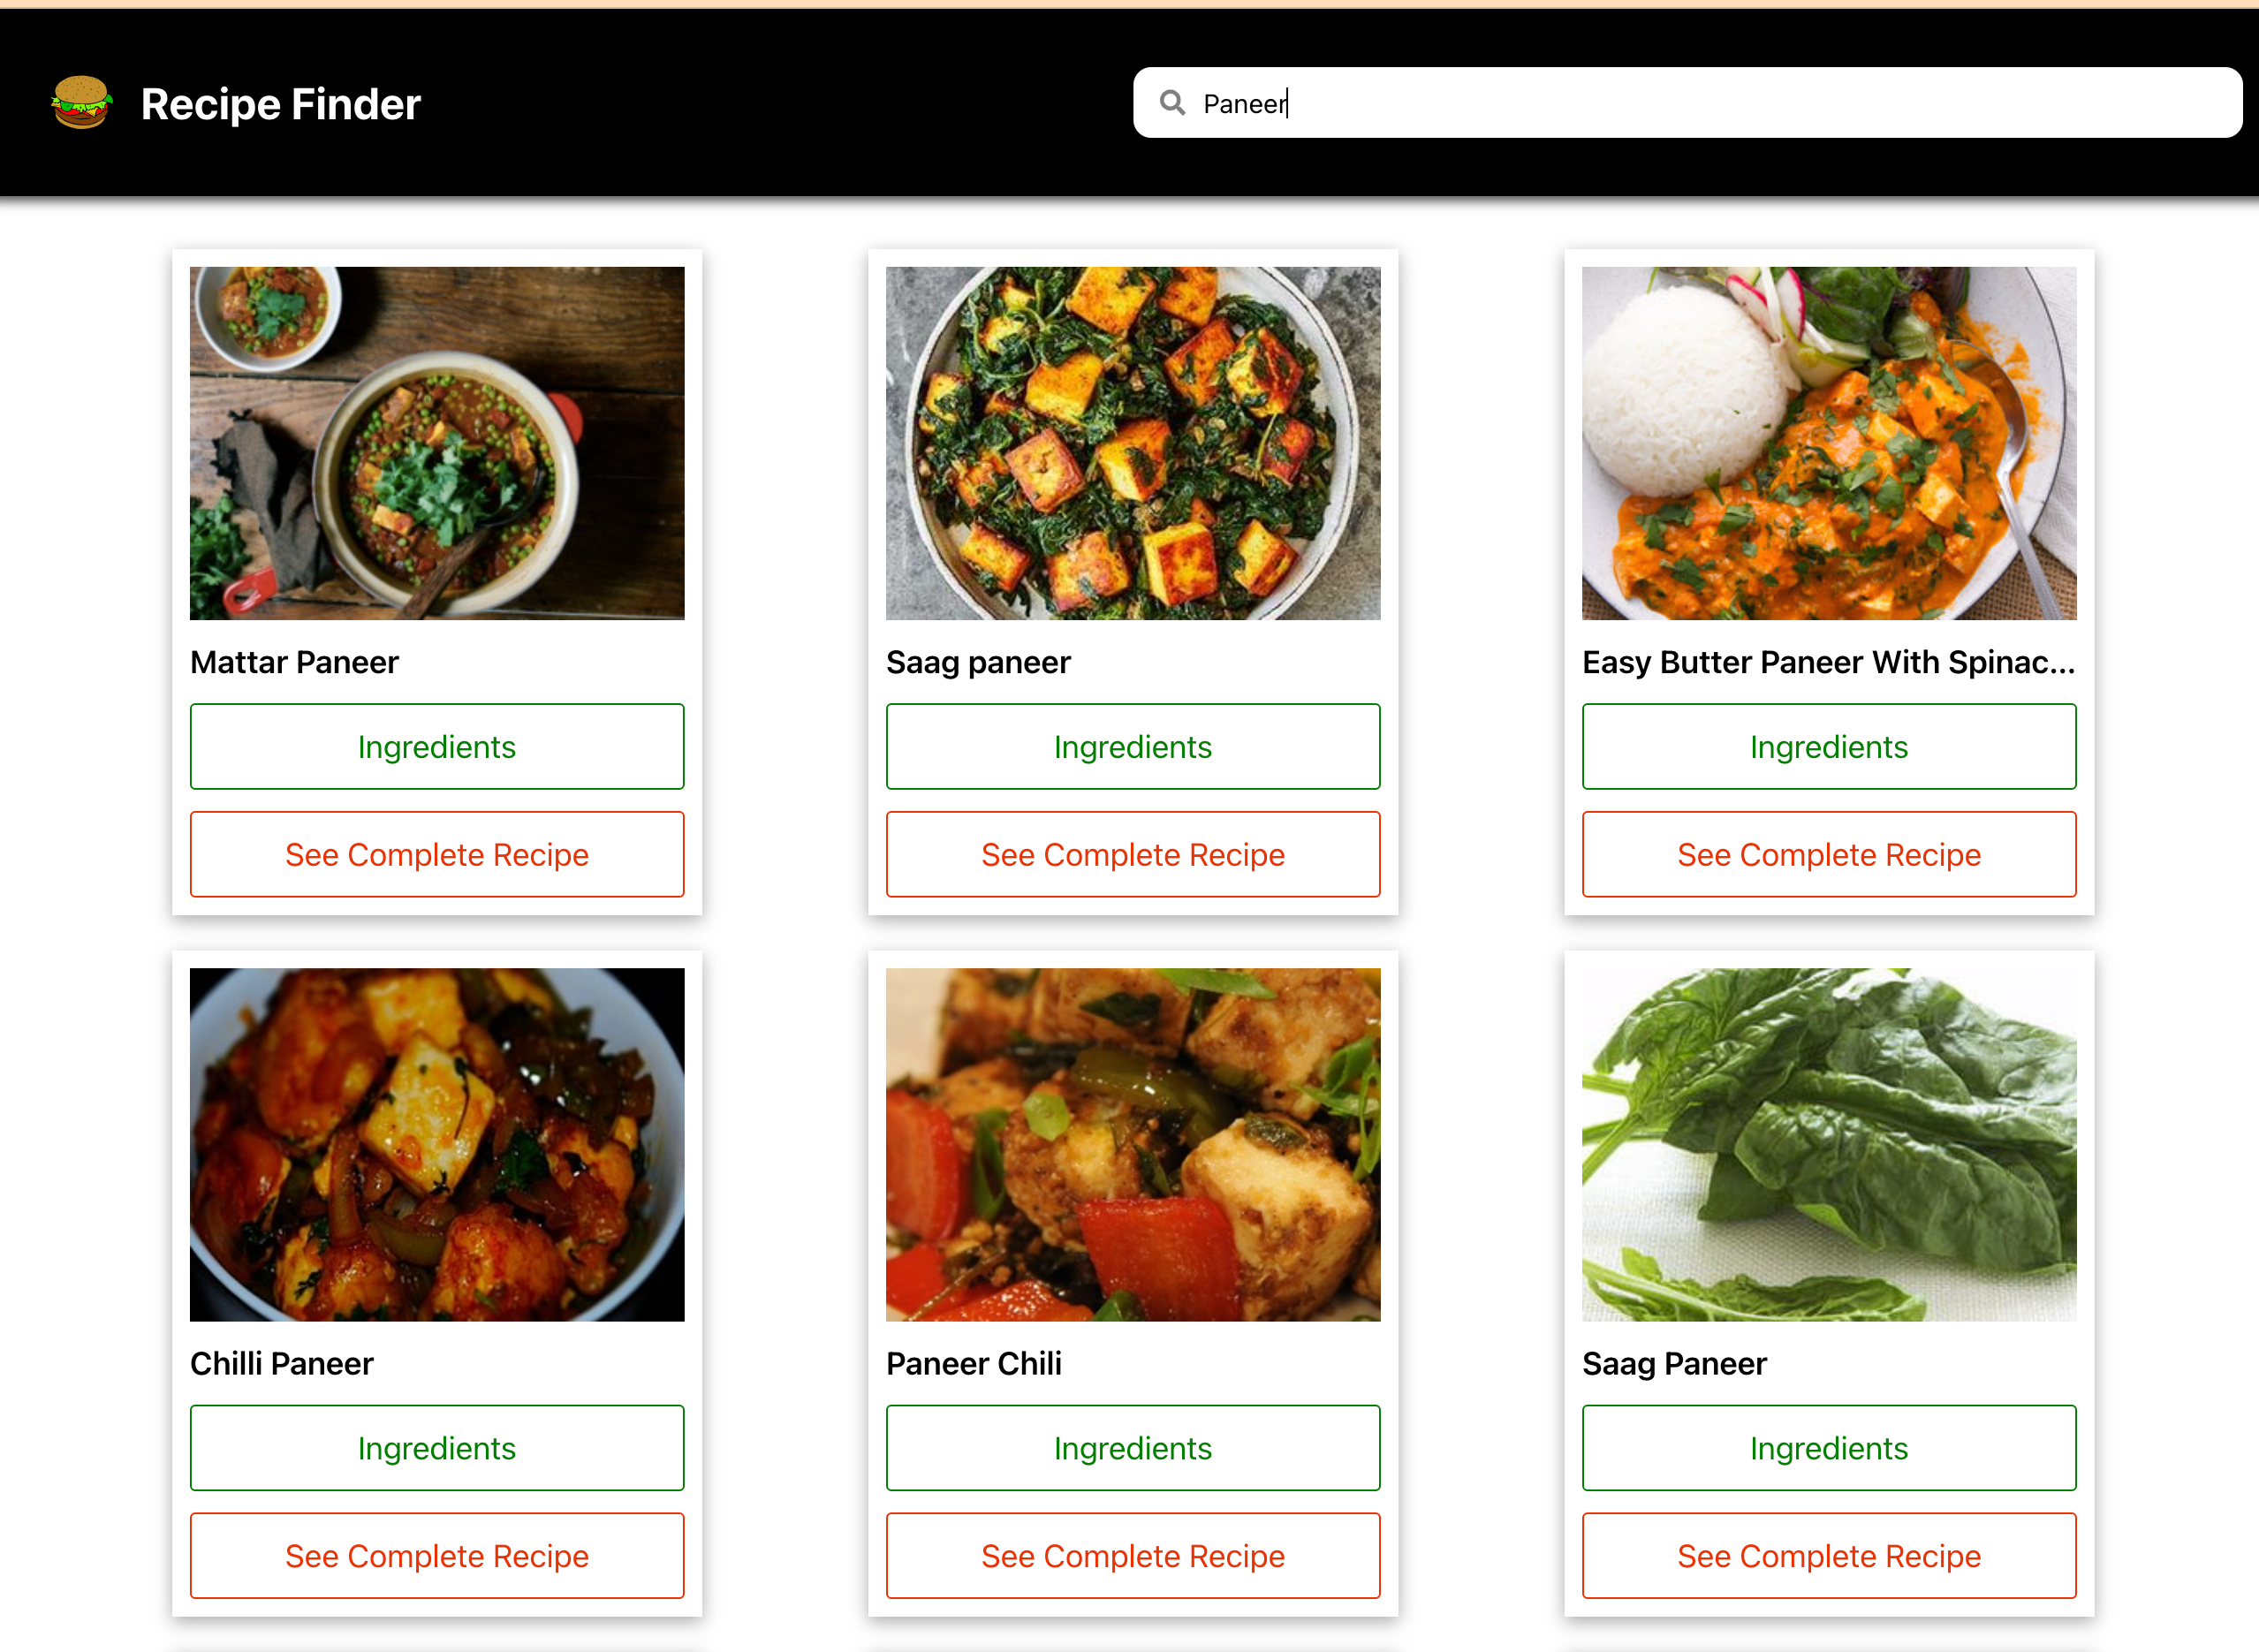 Recipe Finder
Paneer
Mattar Paneer
Ingredients
See Complete Recipe
Saag paneer
Ingredients
See Complete Recipe
Easy Butter Paneer With Spinac...
Ingredients
See Complete Recipe
Chilli Paneer
Ingredients
See Complete Recipe
Paneer Chili
Ingredients
See Complete Recipe
Saag Paneer
Ingredients
See Complete Recipe